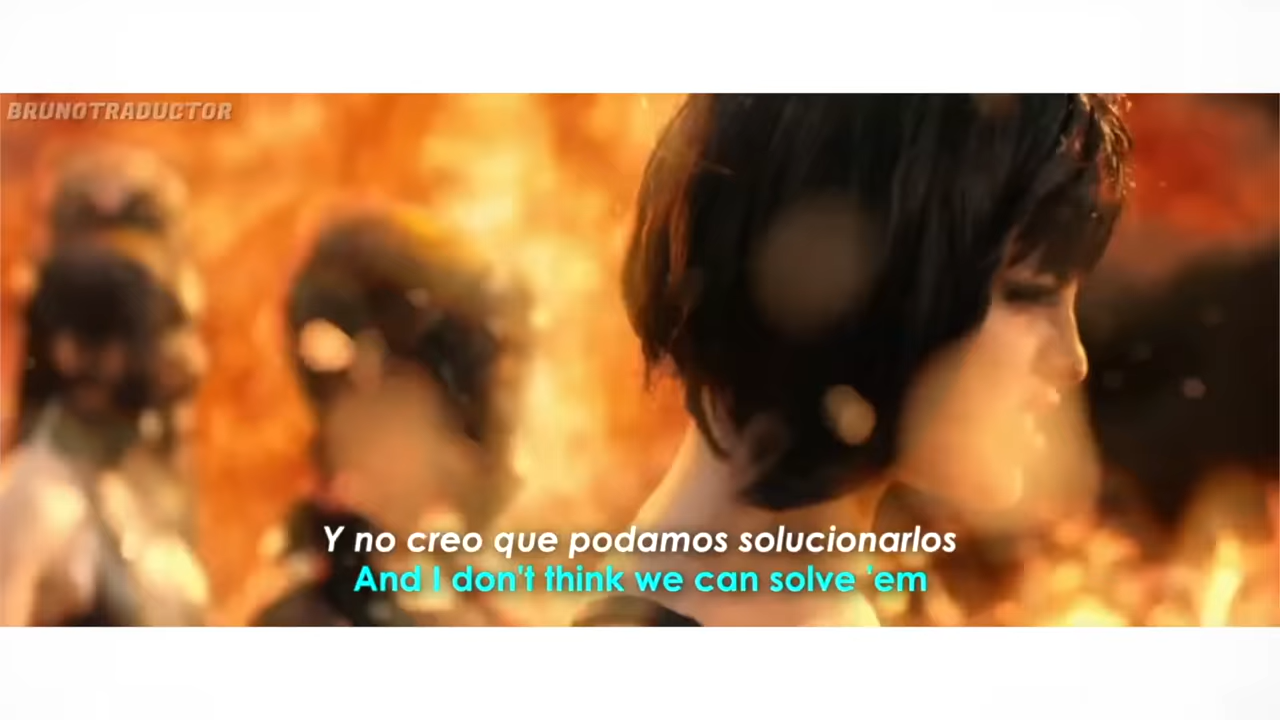 BRUNOTRADUCTOR
Y no creo que podamos solucionarlos
And I don't think we can solve 'em